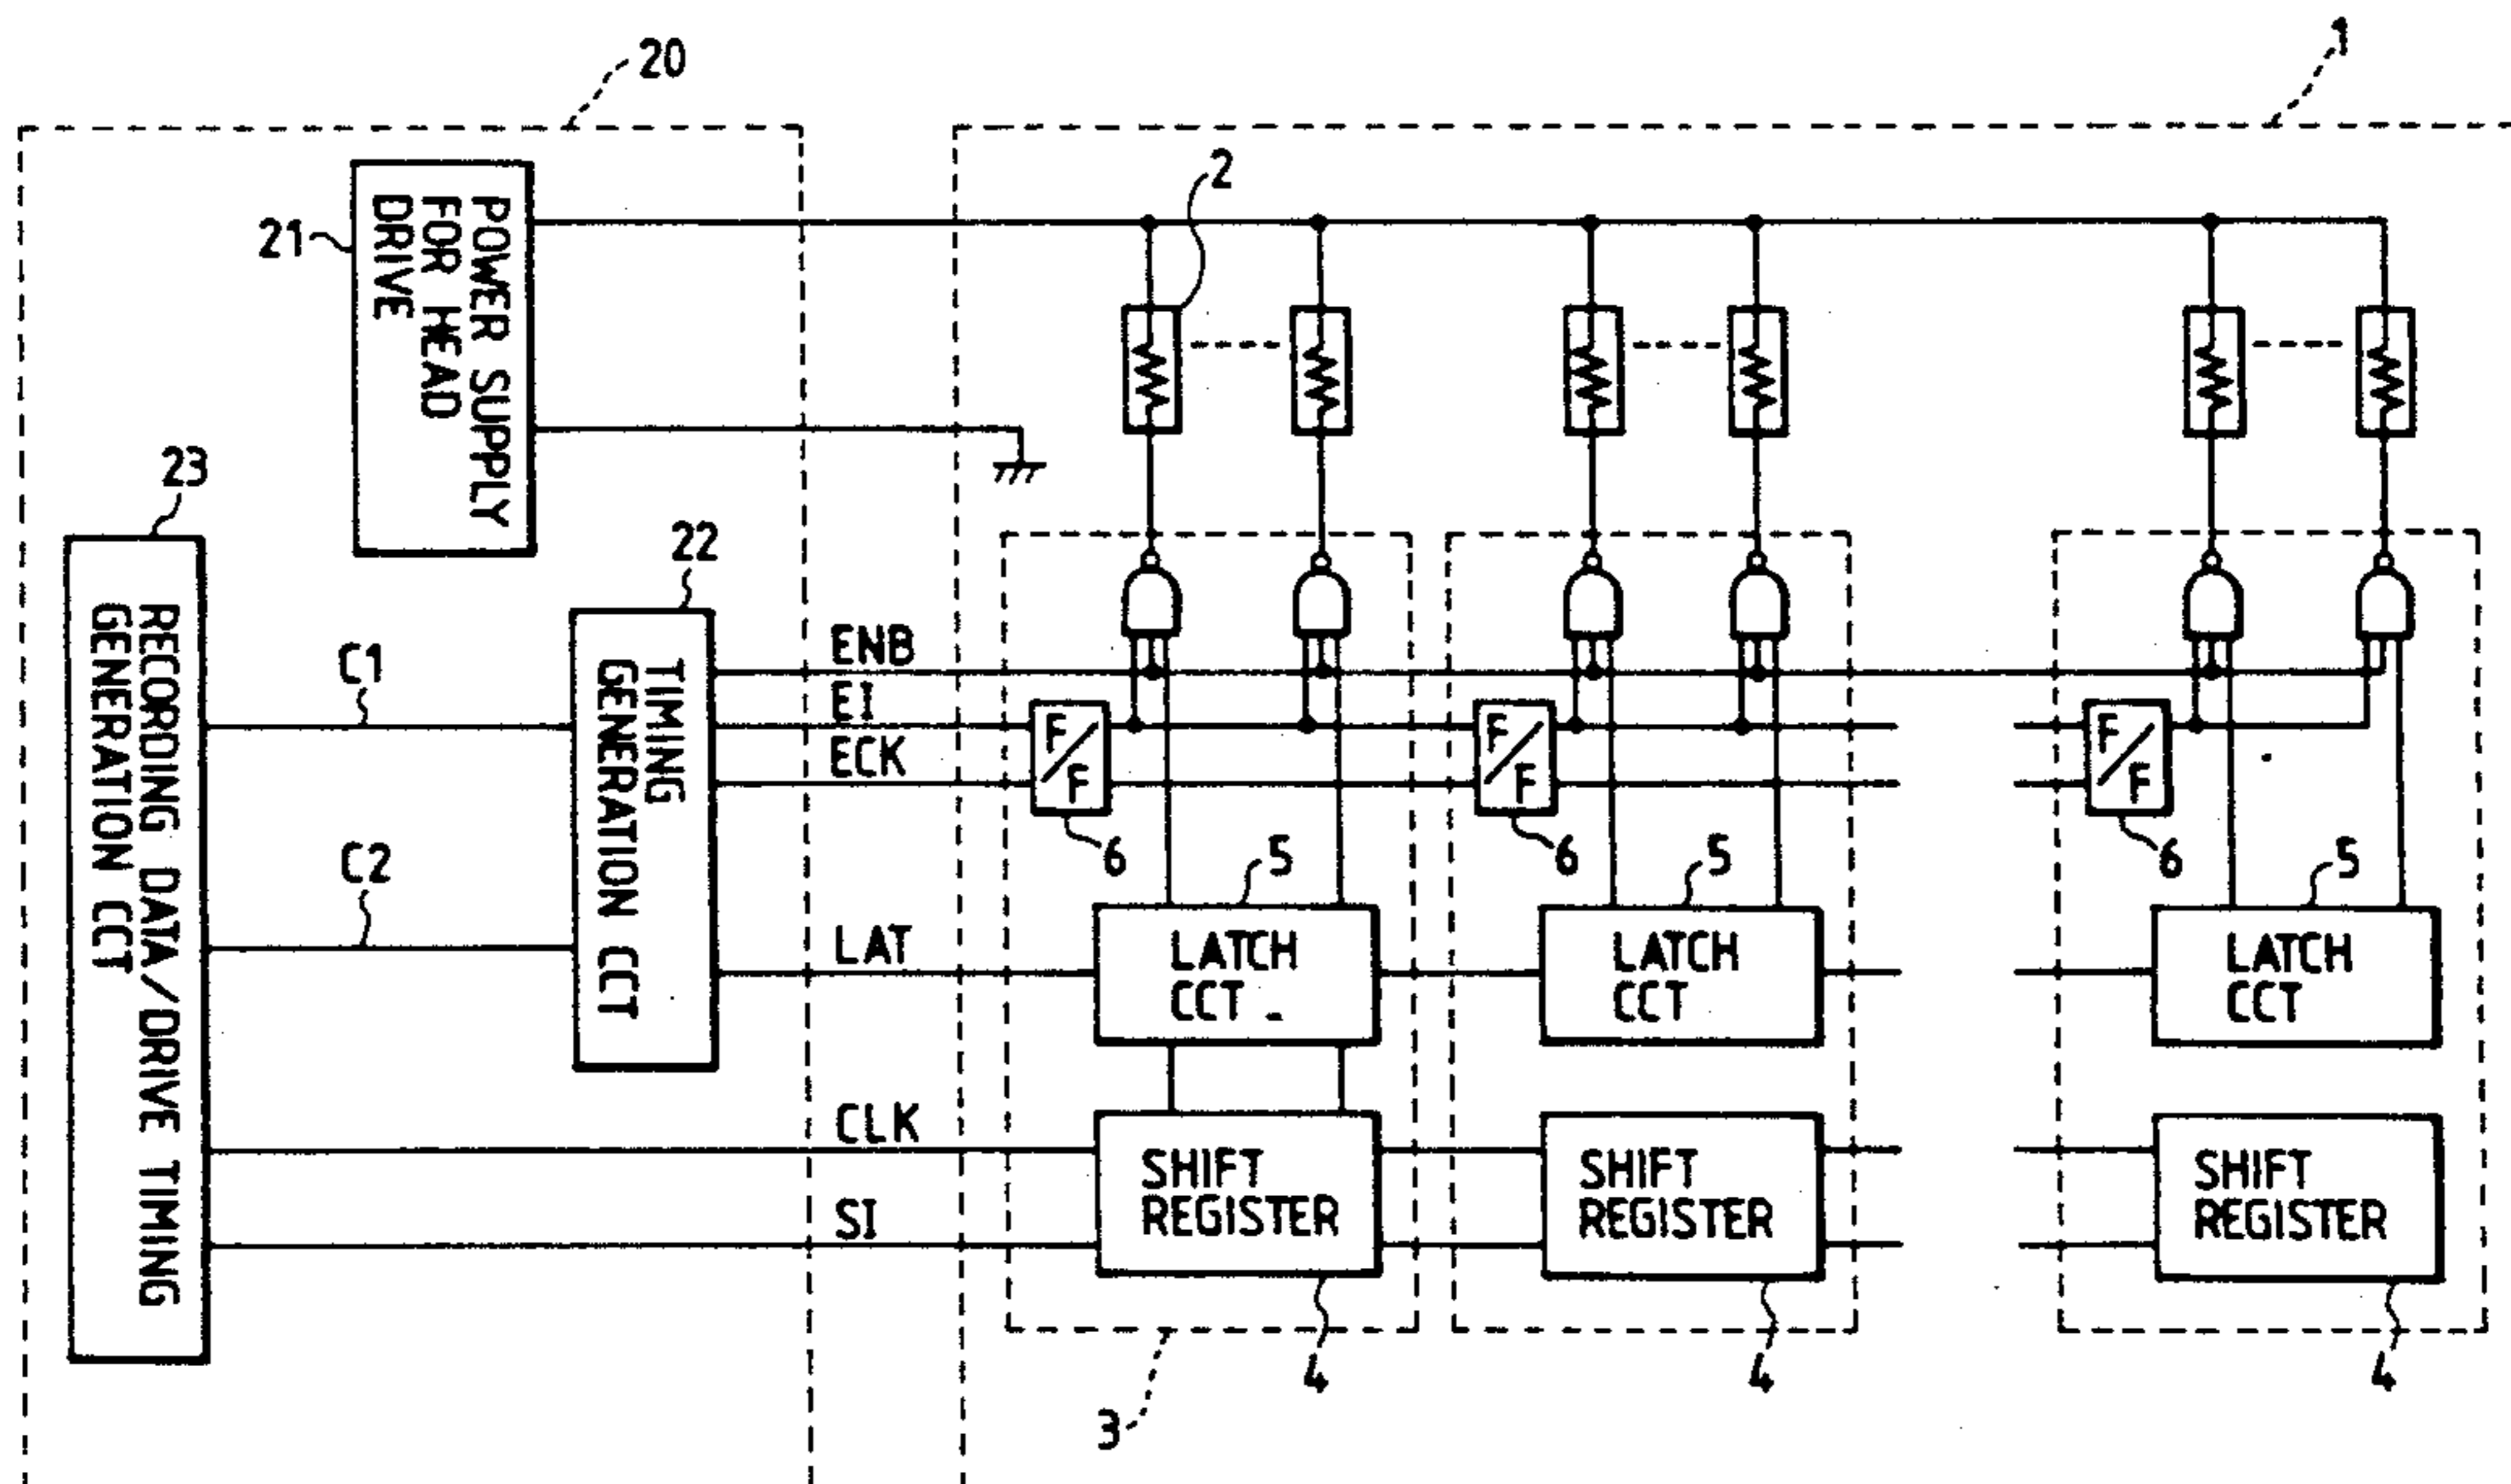 20
1
2
21
POWER SUPPLY
FOR HEAD
DRIVE
23
22
RECORDING DATA/DRIVE TIMING
GENERATION CCT
C1
C2
TIMING
GENERATION CCT
ENB
EI
ECK
LAT
CLK
SI
F/F
F/F
F/F
6
6
6
5
5
5
LATCH
CCT
LATCH
CCT
LATCH
CCT
SHIFT
REGISTER
SHIFT
REGISTER
SHIFT
REGISTER
4
4
4
3